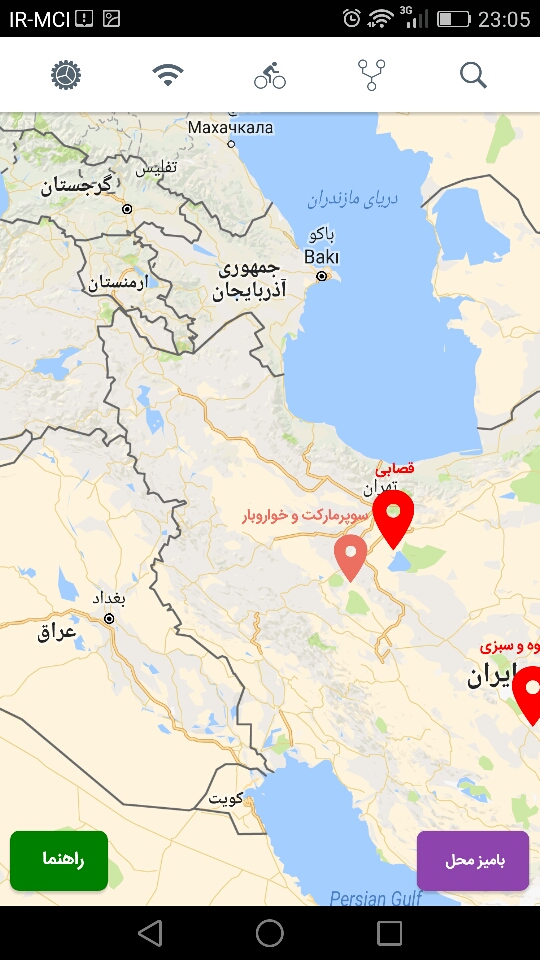 IR-MCI
3G
23:05
Махачкала
تفلیس
گرجستان
دریای مازندران
باکو
Bakı
جمهوری
آذربایجان
ارمنستان
قصابی
تهران
سوپرمارکت و خواروبار
بغداد
عراق
وه و سبزی
ایران
کویت
راهنما
بامیز محل
Persian Gulf